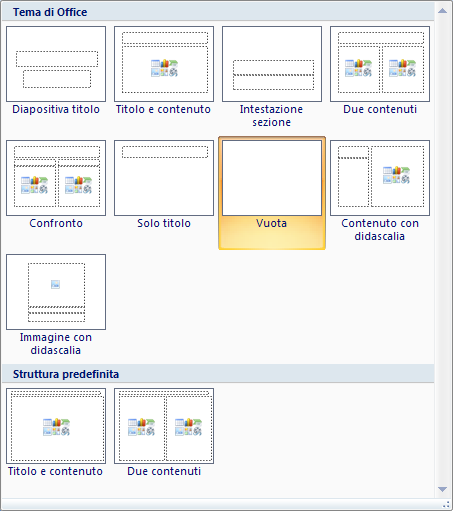 Tema di Office
Diapositiva titolo
Titolo e contenuto
Intestazione
sezione
Due contenuti
Confronto
Solo titolo
Vuota
Contenuto con
didascalia
Immagine con
didascalia
Struttura predefinita
Titolo e contenuto
Due contenuti